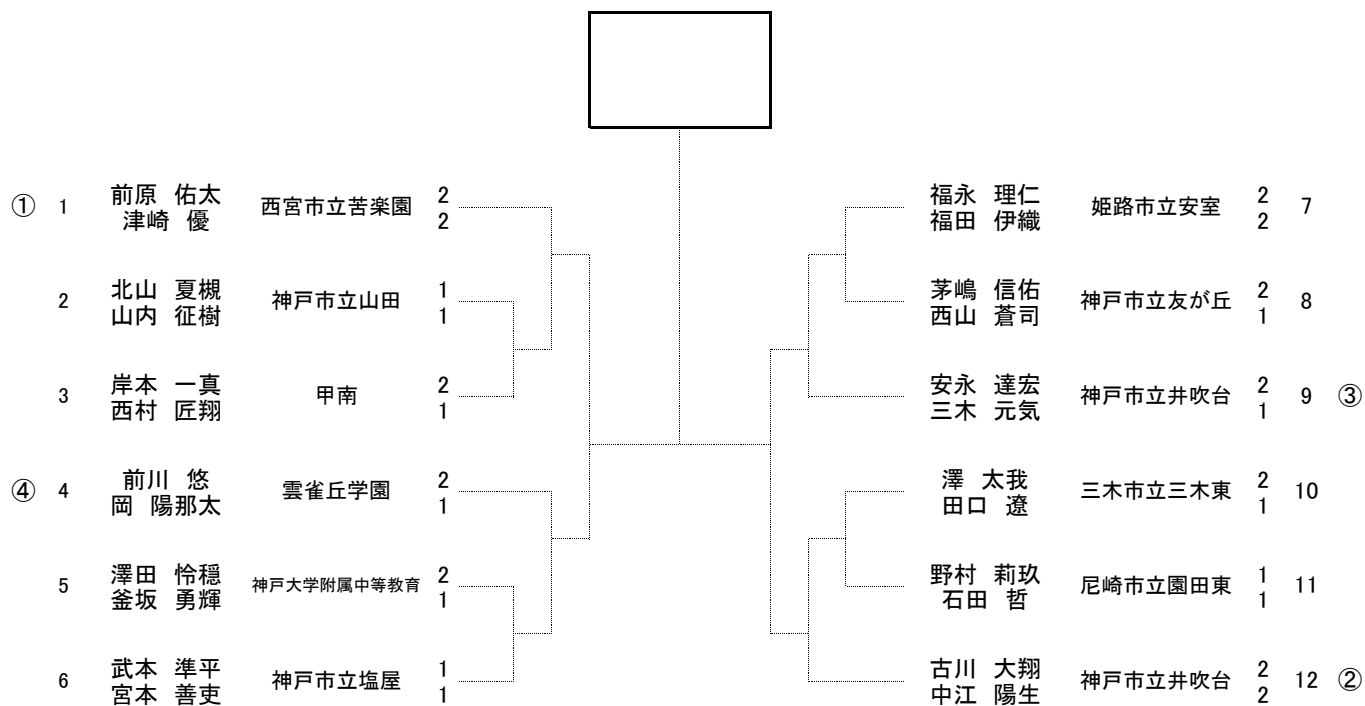 ① 1 前原 佑太 西宮市立苦楽園 2
津崎 優 2
2 北山 夏槻 神戸市立山田 1
山内 征樹 1
3 岸本 一真 甲南 2
西村 匠翔 1
④ 4 前川 悠 雲雀丘学園 2
岡 陽那太 1
5 澤田 怜穏 神戸大学附属中等教育 2
釜坂 勇輝 1
6 武本 準平 神戸市立塩屋 1
宮本 善吏 1
福永 理仁 姫路市立安室 2 7
福田 伊織 2
茅嶋 信佑 神戸市立友が丘 2 8
西山 蒼司 1
安永 達宏 神戸市立井吹台 2 9 ③
三木 元気 1
澤 太我 三木市立三木東 2 10
田口 遼 1
野村 莉玖 尼崎市立園田東 1 11
石田 哲 1
古川 大翔 神戸市立井吹台 2 12 ②
中江 陽生 2